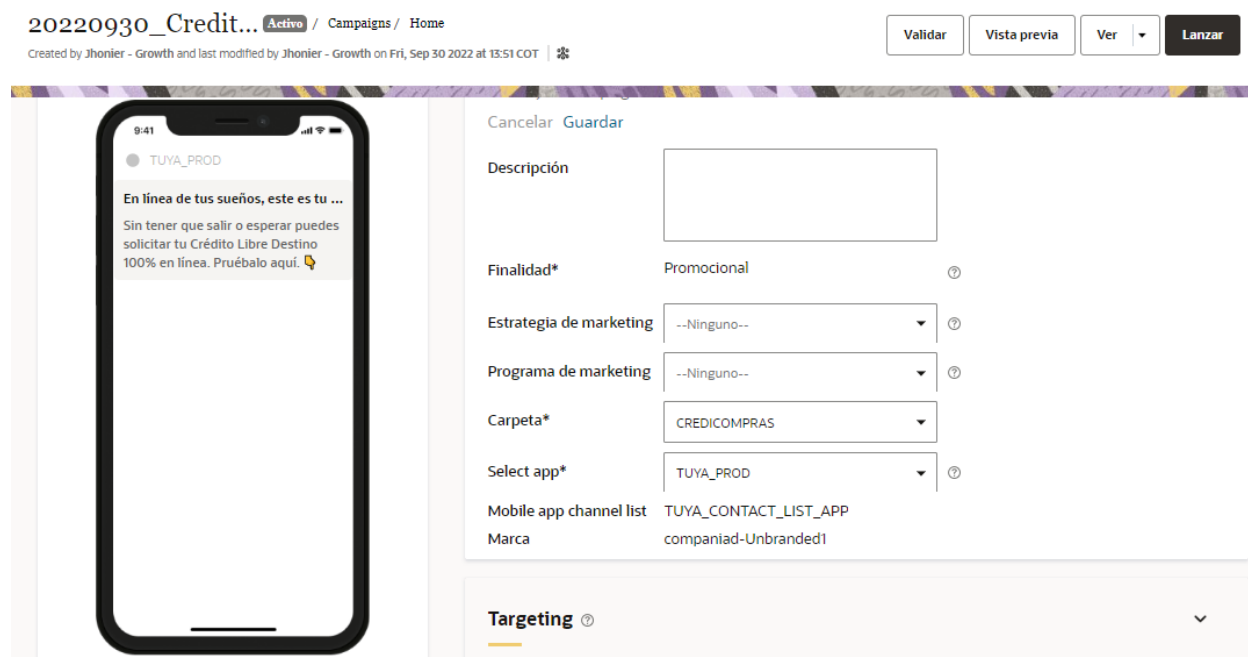 20220930_Credit... Activo / Campaigns / Home
Created by Jhonier - Growth and last modified by Jhonier - Growth on Fri, Sep 30 2022 at 13:51 COT
Validar
Vista previa
Ver
Lanzar
9:41
TUYA_PROD
En línea de tus sueños, este es tu ...
Sin tener que salir o esperar puedes
solicitar tu Crédito Libre Destino
100% en línea. Pruébalo aquí. 👇
Cancelar Guardar
Descripción
Finalidad* Promocional
Estrategia de marketing --Ninguno--
Programa de marketing --Ninguno--
Carpeta* CREDICOMPRAS
Select app* TUYA_PROD
Mobile app channel list TUYA_CONTACT_LIST_APP
Marca companiad-Unbranded1
Targeting